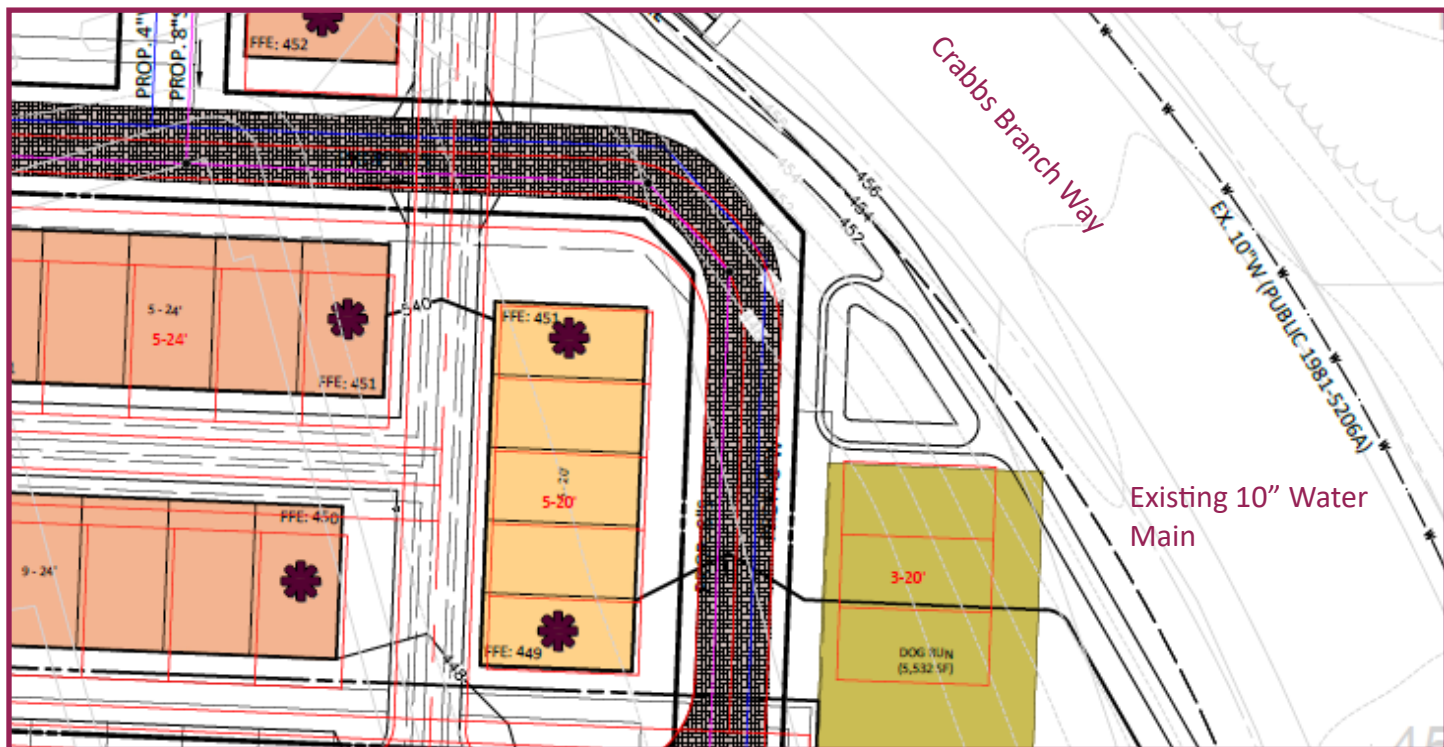 FFE: 452
PROP. 4"W
PROP. 8"S
Crabbs Branch Way
456
454
452
454
452
EX. 10"W (PUBLIC 1981-5206A)
5 - 24'
5-24'
FFE: 451
540
FFE: 451
5-20'
FFE: 449
FFE: 450
9 - 24'
448
3-20'
DOG RUN
(5,532 SF)
Existing 10” Water
Main
W
W
W
W
W
W
W